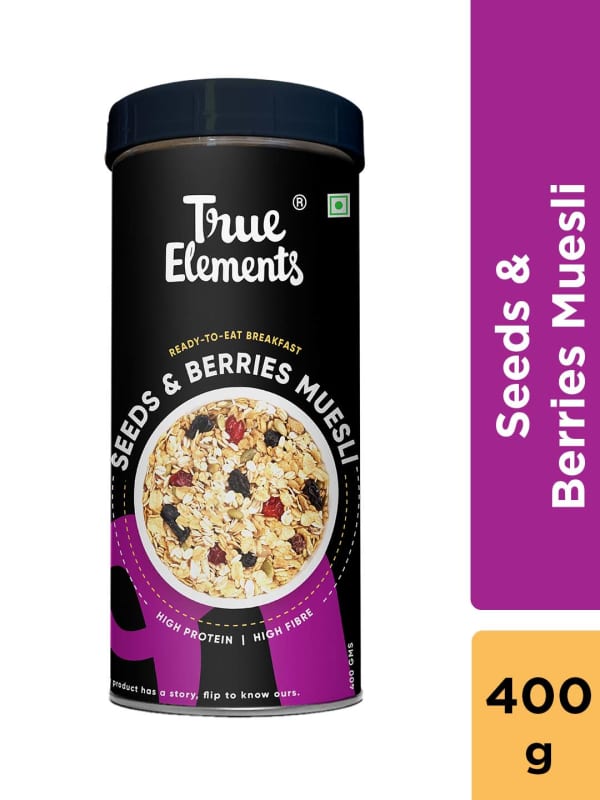 True
Elements
®
READY-TO-EAT BREAKFAST
SEEDS & BERRIES MUESLI
HIGH PROTEIN | HIGH FIBRE
product has a story, flip to know ours.
400 GMS
Seeds &
Berries Muesli
400
g